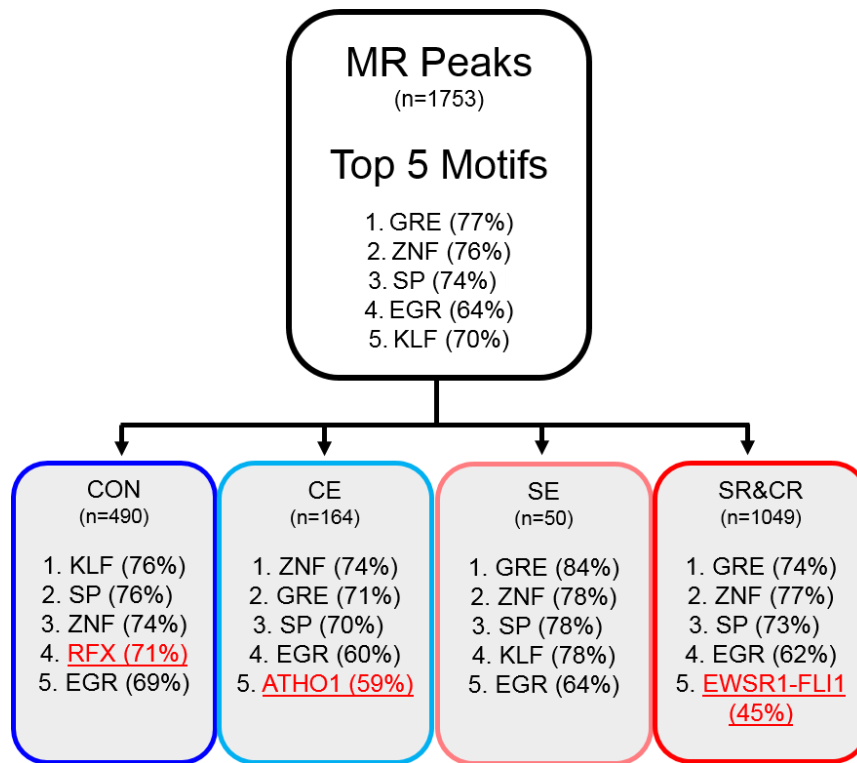 MR Peaks
(n=1753)
Top 5 Motifs
1. GRE (77%)
2. ZNF (76%)
3. SP (74%)
4. EGR (64%)
5. KLF (70%)
CON
(n=490)
1. KLF (76%)
2. SP (76%)
3. ZNF (74%)
4. RFX (71%)
5. EGR (69%)
CE
(n=164)
1. ZNF (74%)
2. GRE (71%)
3. SP (70%)
4. EGR (60%)
5. ATHO1 (59%)
SE
(n=50)
1. GRE (84%)
2. ZNF (78%)
3. SP (78%)
4. KLF (78%)
5. EGR (64%)
SR&CR
(n=1049)
1. GRE (74%)
2. ZNF (77%)
3. SP (73%)
4. EGR (62%)
5. EWSR1-FLI1
(45%)